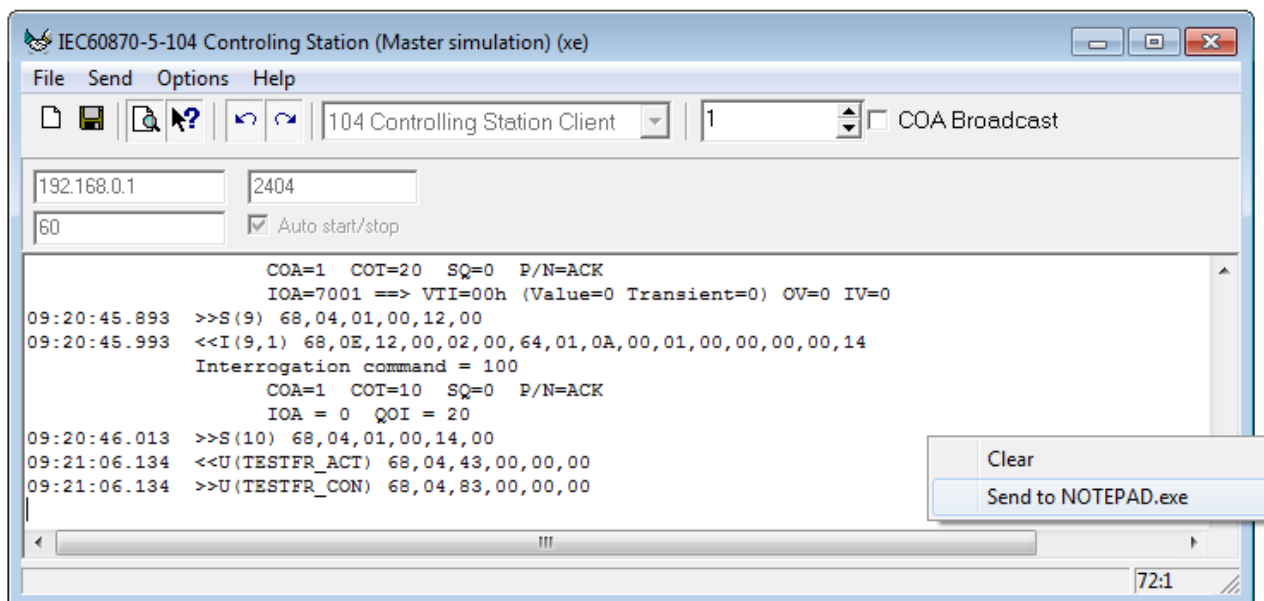 IEC60870-5-104 Controling Station (Master simulation) (xe)
File Send Options Help
104 Controlling Station Client 1 COA Broadcast
192.168.0.1 2404
60 Auto start/stop
COA=1 COT=20 SQ=0 P/N=ACK
IOA=7001 ==> VTI=00h (Value=0 Transient=0) OV=0 IV=0
09:20:45.893 >>S(9) 68,04,01,00,12,00
09:20:45.993 <<I(9,1) 68,0E,12,00,02,00,64,01,0A,00,01,00,00,00,00,14
Interrogation command = 100
COA=1 COT=10 SQ=0 P/N=ACK
IOA = 0 QOI = 20
09:20:46.013 >>S(10) 68,04,01,00,14,00
09:21:06.134 <<U(TESTFR_ACT) 68,04,43,00,00,00
09:21:06.134 >>U(TESTFR_CON) 68,04,83,00,00,00
Clear
Send to NOTEPAD.exe
72:1